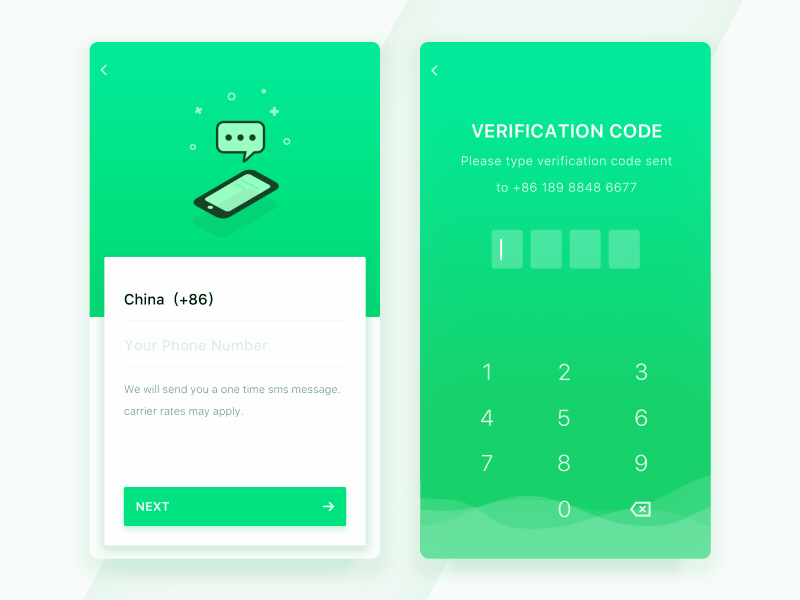 China (+86)
Your Phone Number
We will send you a one time sms message.
carrier rates may apply.
NEXT
VERIFICATION CODE
Please type verification code sent
to +86 189 8848 6677
1 2 3
4 5 6
7 8 9
0